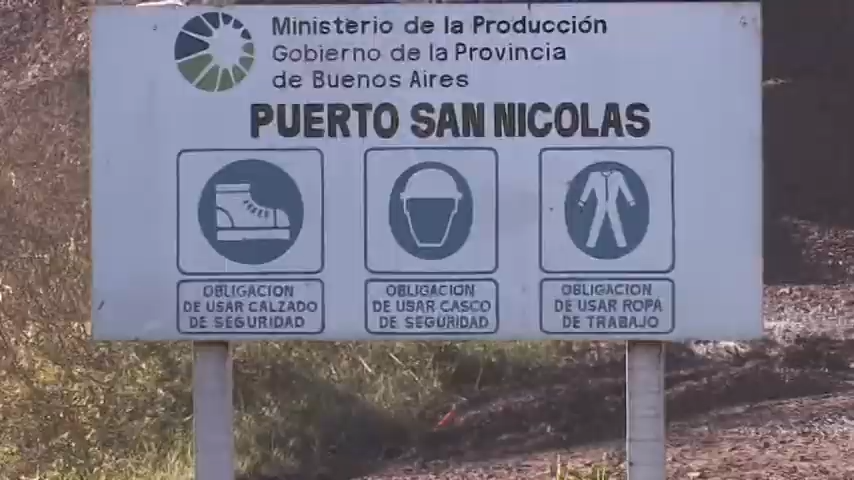 Ministerio de la Producción
Gobierno de la Provincia
de Buenos Aires
PUERTO SAN NICOLAS
OBLIGACION
DE USAR CALZADO
DE SEGURIDAD
OBLIGACION
DE USAR CASCO
DE SEGURIDAD
OBLIGACION
DE USAR ROPA
DE TRABAJO